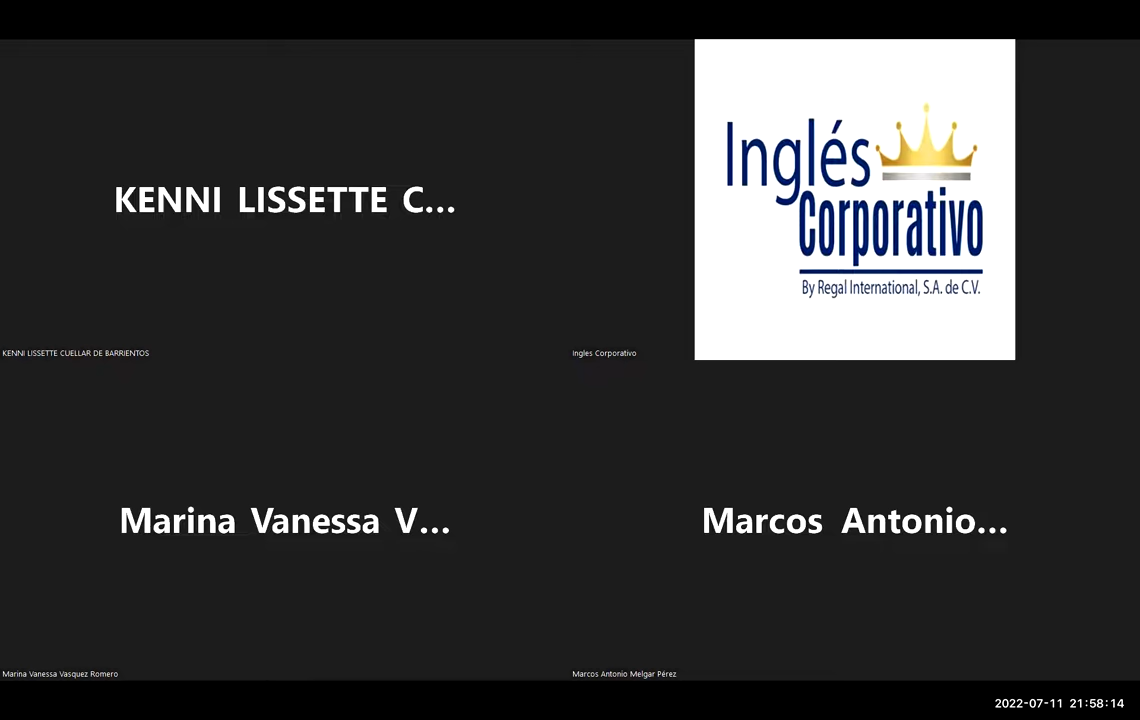 KENNI LISSETTE C...
KENNI LISSETTE CUELLAR DE BARRIENTOS
Inglés
Corporativo
By Regal International, S.A. de C.V.
Ingles Corporativo
Marina Vanessa V...
Marina Vanessa Vasquez Romero
Marcos Antonio...
Marcos Antonio Melgar Pérez
2022-07-11 21:58:14